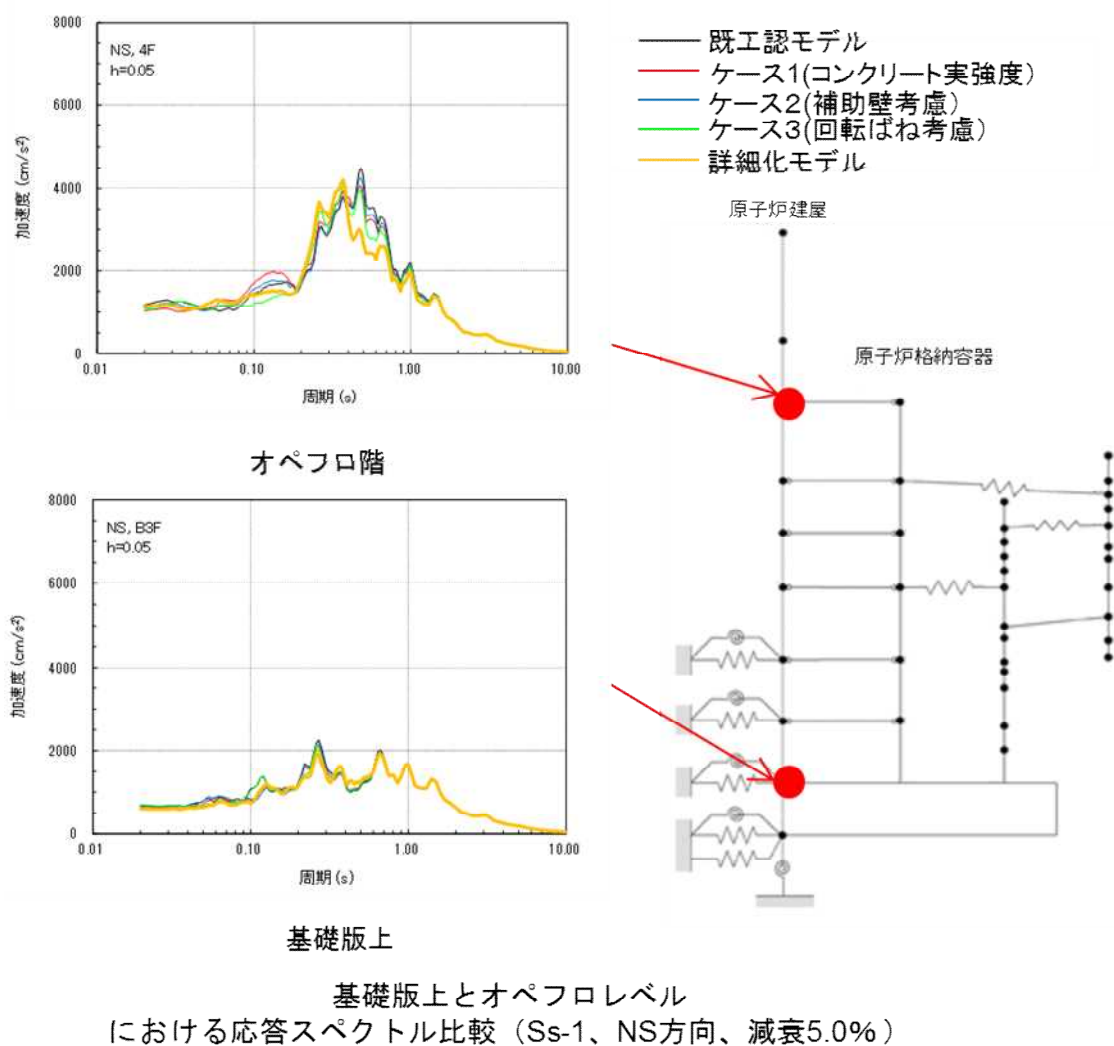 8000
6000
4000
2000
0
NS, 4F
h=0.05
加速度 (cm/s²)
0.01
0.10
1.00
10.00
周期 (s)
オペフロ階
既工認モデル
ケース1(コンクリート実強度)
ケース2(補助壁考慮)
ケース3(回転ばね考慮)
詳細化モデル
原子炉建屋
原子炉格納容器
8000
6000
4000
2000
0
NS, B3F
h=0.05
加速度 (cm/s²)
0.01
0.10
1.00
10.00
周期 (s)
基礎版上
基礎版上とオペフロレベル
における応答スペクトル比較(Ss-1、NS方向、減衰5.0%)